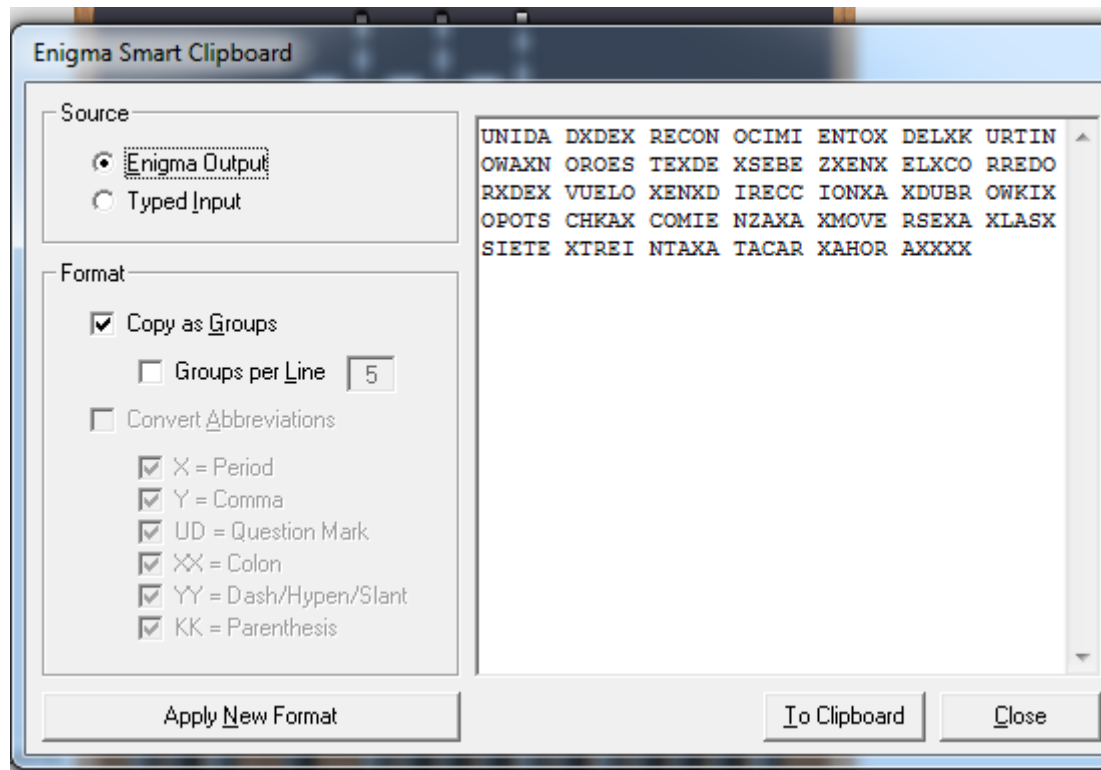 Enigma Smart Clipboard
Source
Enigma Output
Typed Input
Format
Copy as Groups
Groups per Line 5
Convert Abbreviations
X = Period
Y = Comma
UD = Question Mark
XX = Colon
YY = Dash/Hypen/Slant
KK = Parenthesis
UNIDA DXDEX RECON OCIMI ENTOX DELXK URTIN
OWAXN OROES TEXDE XSEBE ZXENX ELXCO RREDO
RXDEX VUELO XENXD IRECC IONXA XDUBR OWKIX
OPOTS CHKAX COMIE NZAXA XMOVE RSEXA XLASX
SIETE XTREI NTAXA TACAR XAHOR AXXXX
Apply New Format
To Clipboard
Close